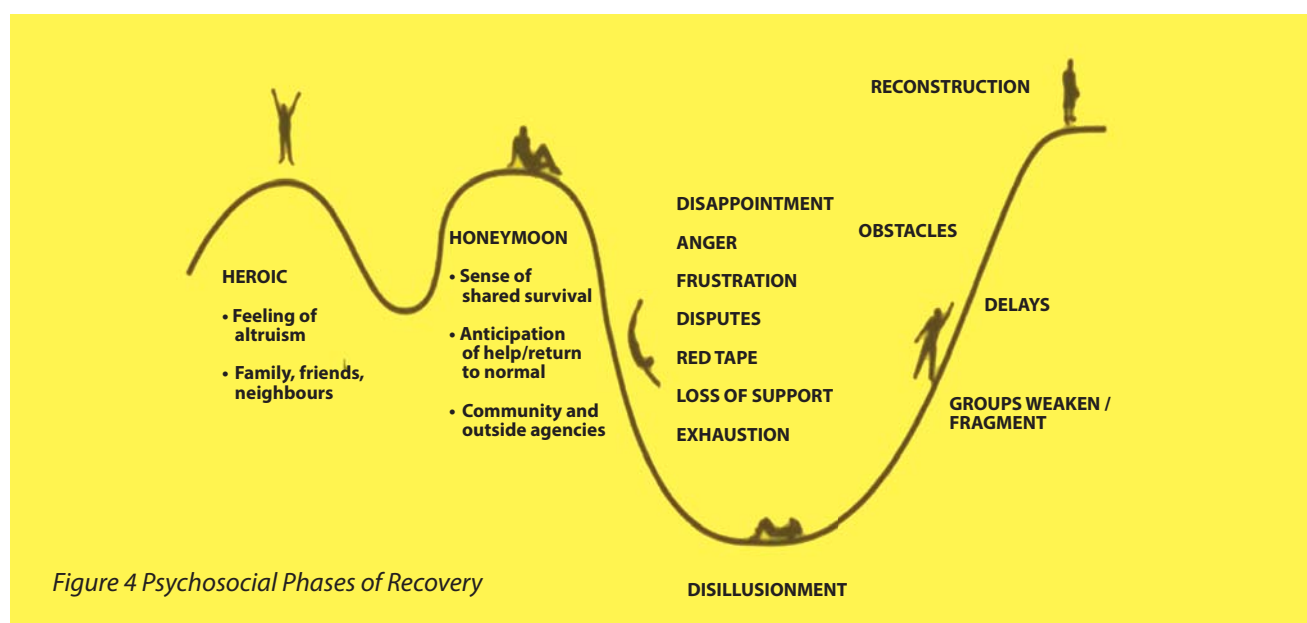 HEROIC
• Feeling of
altruism
• Family, friends,
neighbours
HONEYMOON
• Sense of
shared survival
• Anticipation
of help/return
to normal
• Community and
outside agencies
DISAPPOINTMENT
ANGER
FRUSTRATION
DISPUTES
RED TAPE
LOSS OF SUPPORT
EXHAUSTION
DISILLUSIONMENT
RECONSTRUCTION
OBSTACLES
DELAYS
GROUPS WEAKEN /
FRAGMENT
Figure 4 Psychosocial Phases of Recovery